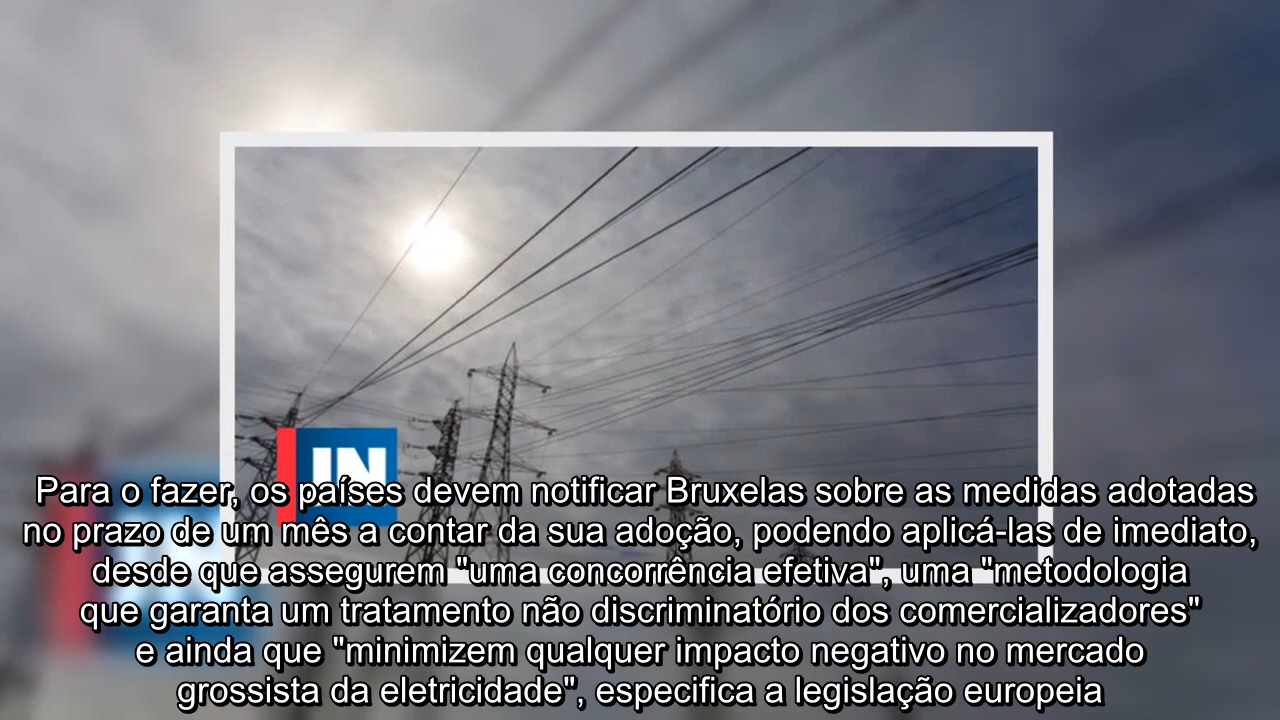 IN
Para o fazer, os países devem notificar Bruxelas sobre as medidas adotadas
no prazo de um mês a contar da sua adoção, podendo aplicá-las de imediato,
desde que assegurem "uma concorrência efetiva", uma "metodologia
que garanta um tratamento não discriminatório dos comercializadores"
e ainda que "minimizem qualquer impacto negativo no mercado
grossista da eletricidade", especifica a legislação europeia